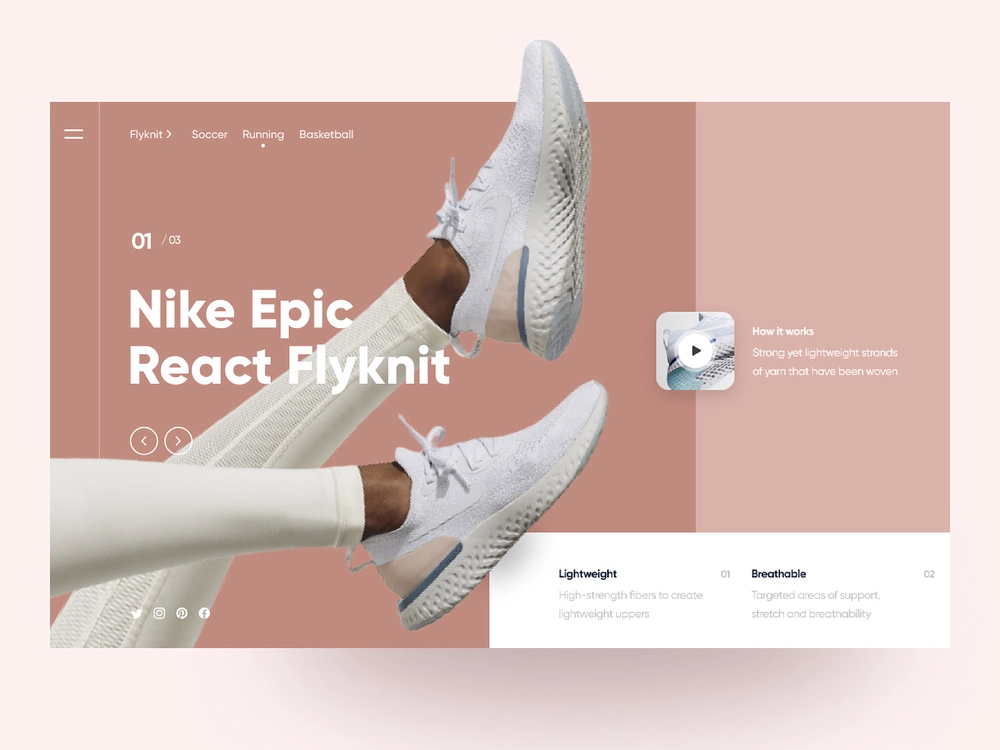 Flyknit Soccer Running Basketball
01 / 03
Nike Epic
React Flyknit
How it works
Strong yet lightweight strands
of yarn that have been woven
Lightweight 01
High-strength fibers to create
lightweight uppers
Breathable 02
Targeted areas of support,
stretch and breathability